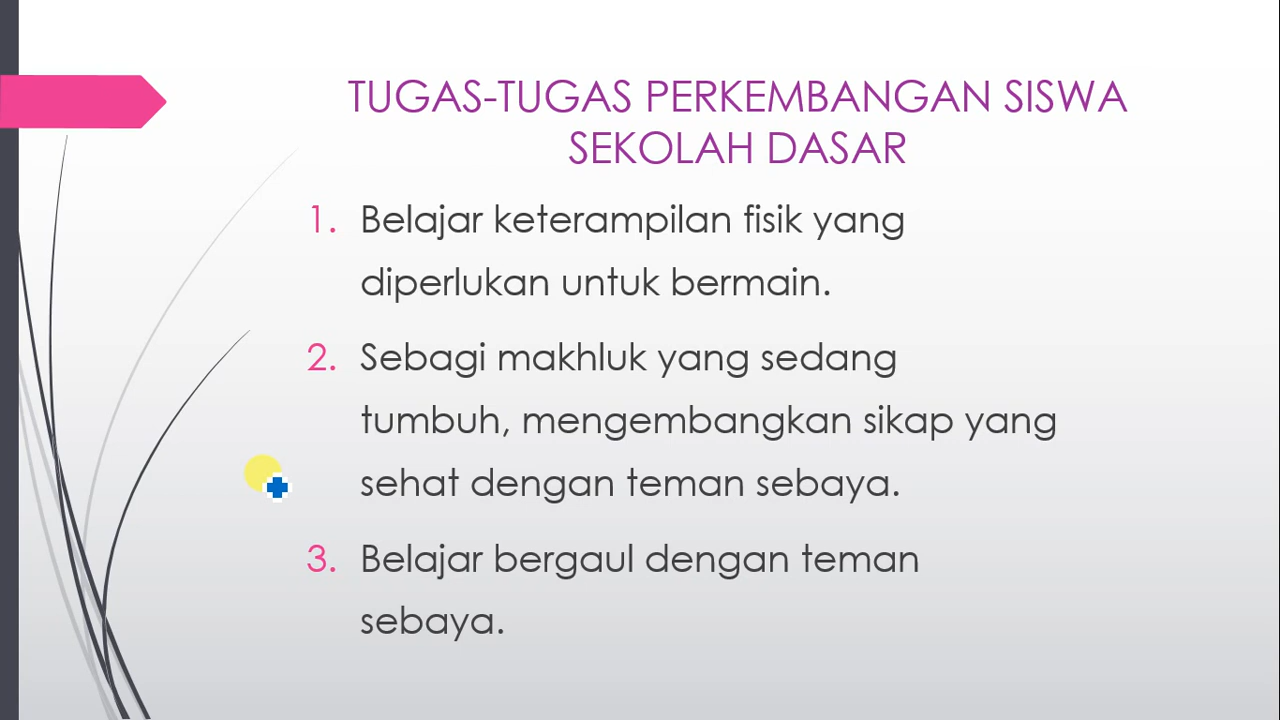 TUGAS-TUGAS PERKEMBANGAN SISWA
SEKOLAH DASAR
1. Belajar keterampilan fisik yang
diperlukan untuk bermain.
2. Sebagi makhluk yang sedang
tumbuh, mengembangkan sikap yang
sehat dengan teman sebaya.
3. Belajar bergaul dengan teman
sebaya.